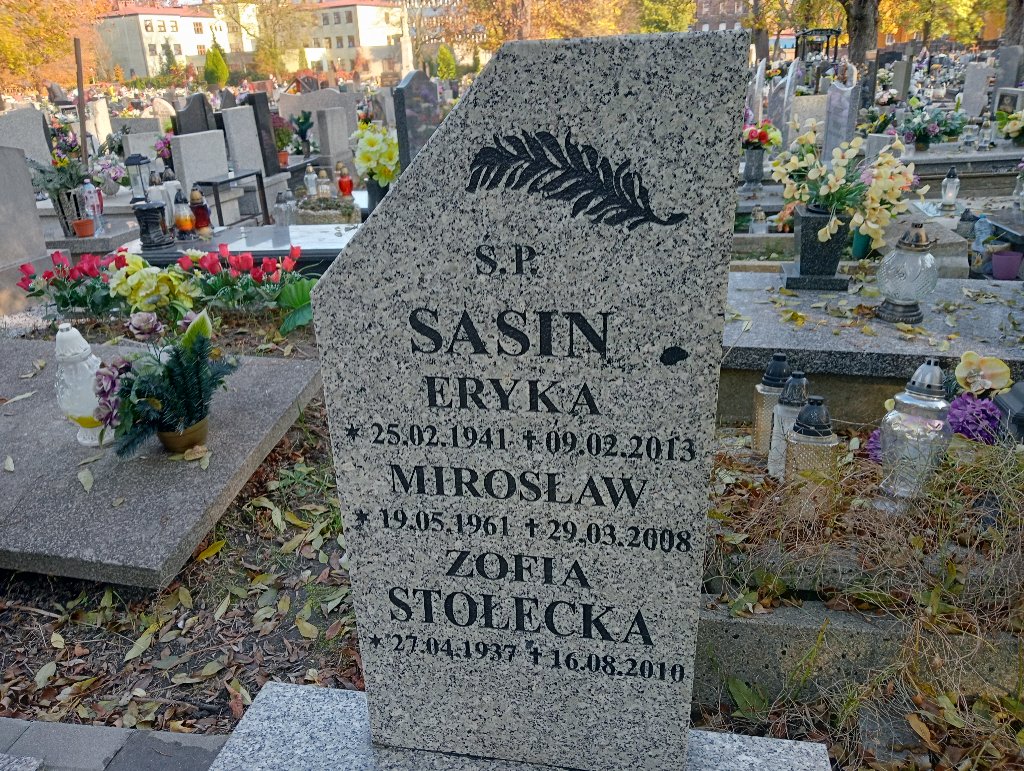 Ś.P.
SASIN
ERYKA
* 25.02.1941 ✝ 09.02.2013
MIROSŁAW
* 19.05.1961 ✝ 29.03.2008
ZOFIA
STOŁECKA
* 27.04.1937 ✝ 16.08.2010